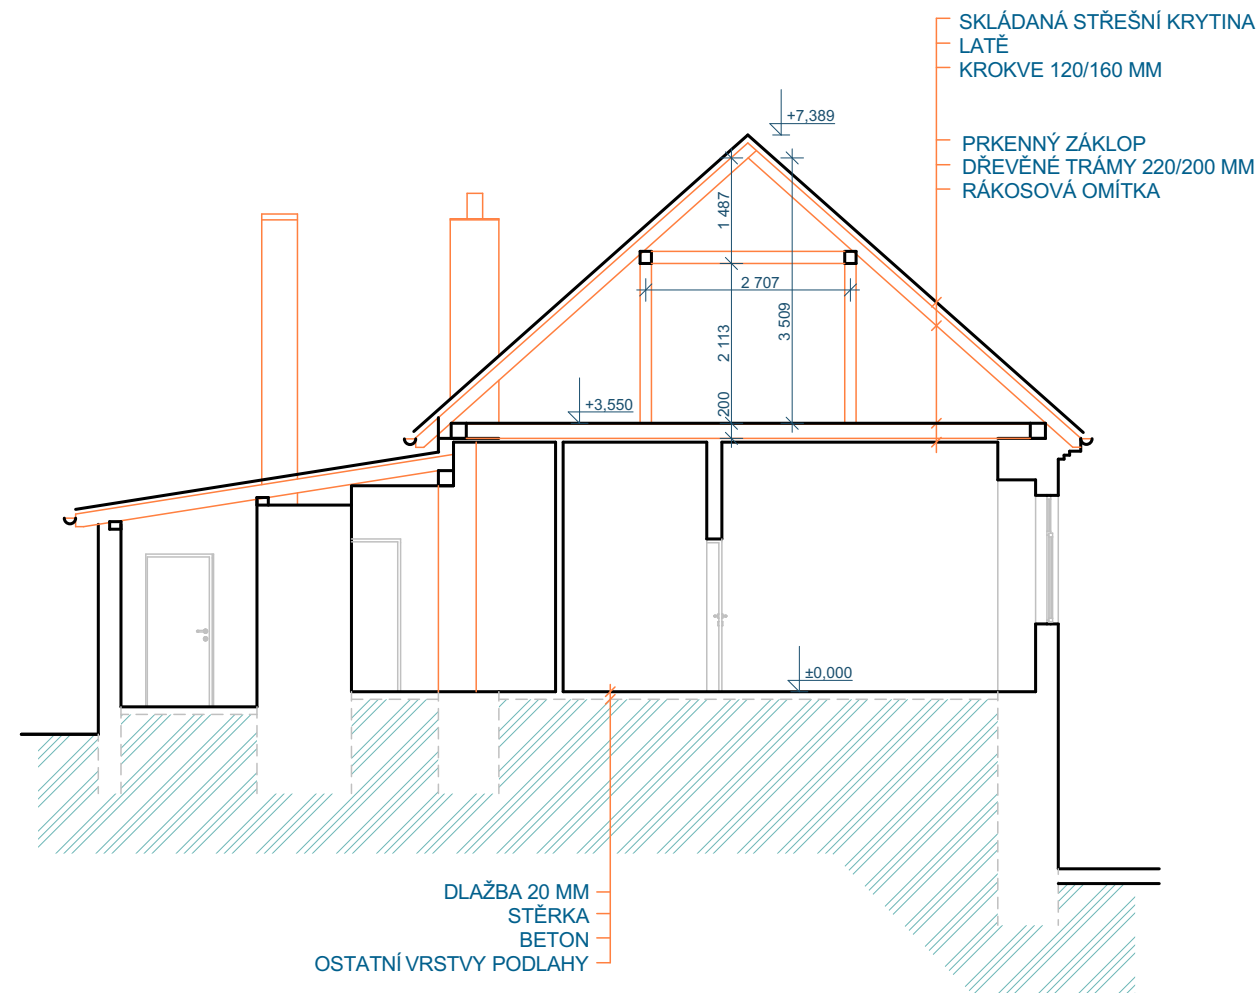 SKLÁDANÁ STŘEŠNÍ KRYTINA
LATĚ
KROKVE 120/160 MM
+7,389
PRKENNÝ ZÁKLOP
DŘEVĚNÉ TRÁMY 220/200 MM
RÁKOSOVÁ OMÍTKA
1 487
2 707
3 509
2 113
200
+3,550
±0,000
DLAŽBA 20 MM
STĚRKA
BETON
OSTATNÍ VRSTVY PODLAHY